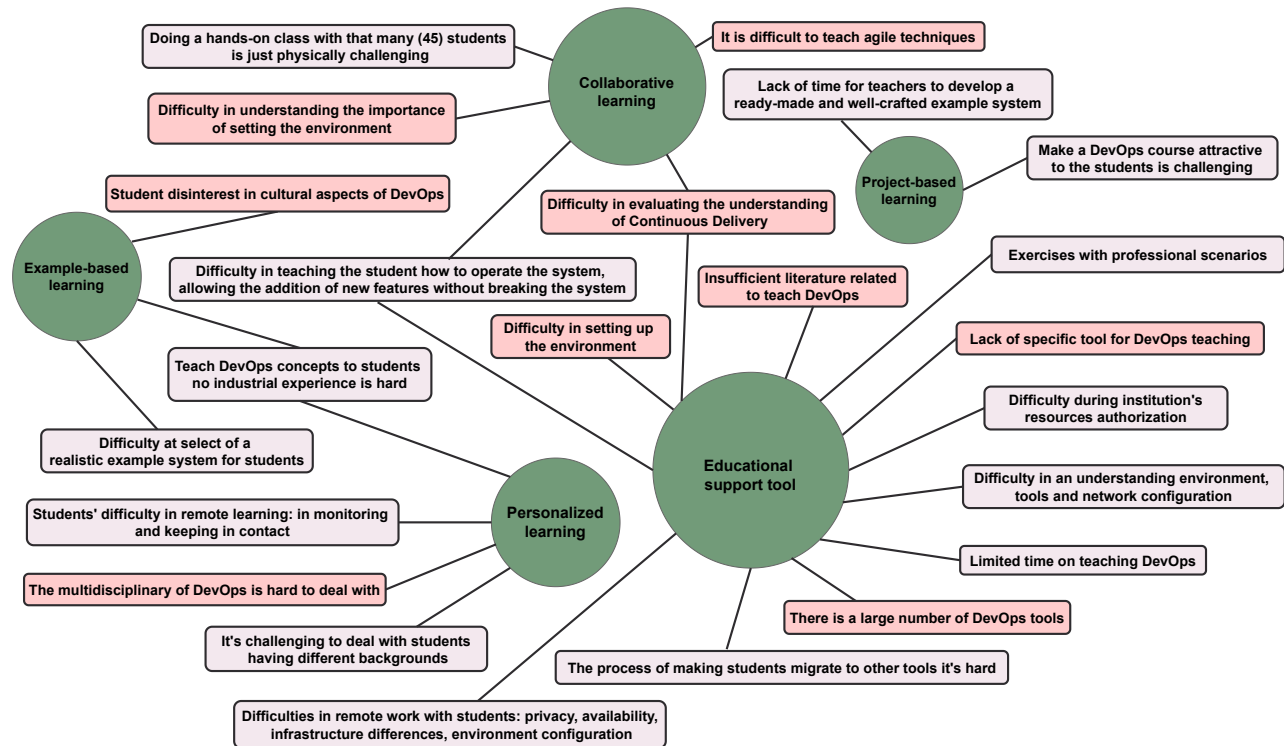 Doing a hands-on class with that many (45) students
is just physically challenging
It is difficult to teach agile techniques
Collaborative
learning
Lack of time for teachers to develop a
ready-made and well-crafted example system
Difficulty in understanding the importance
of setting the environment
Make a DevOps course attractive
to the students is challenging
Project-based
learning
Student disinterest in cultural aspects of DevOps
Difficulty in evaluating the understanding
of Continuous Delivery
Example-based
learning
Difficulty in teaching the student how to operate the system,
allowing the addition of new features without breaking the system
Exercises with professional scenarios
Insufficient literature related
to teach DevOps
Difficulty in setting up
the environment
Lack of specific tool for DevOps teaching
Teach DevOps concepts to students
no industrial experience is hard
Difficulty during institution's
resources authorization
Difficulty at select of a
realistic example system for students
Educational
support tool
Difficulty in an understanding environment,
tools and network configuration
Students' difficulty in remote learning: in monitoring
and keeping in contact
Personalized
learning
Limited time on teaching DevOps
The multidisciplinary of DevOps is hard to deal with
There is a large number of DevOps tools
It's challenging to deal with students
having different backgrounds
The process of making students migrate to other tools it's hard
Difficulties in remote work with students: privacy, availability,
infrastructure differences, environment configuration